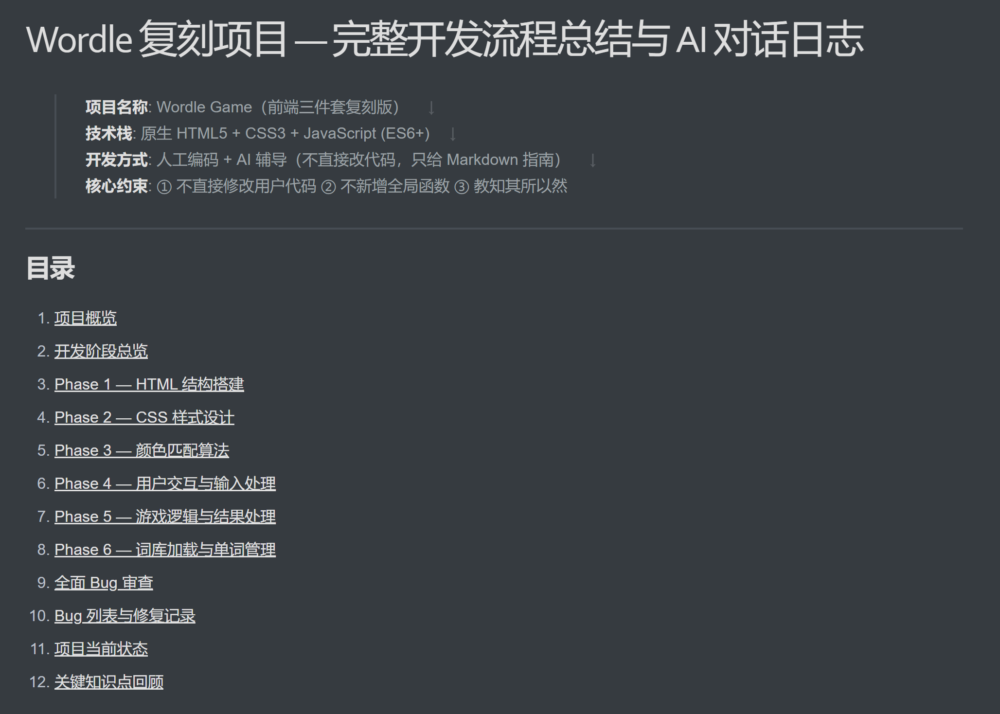 Wordle 复刻项目 — 完整开发流程总结与 AI 对话日志
项目名称: Wordle Game（前端三件套复刻版） ↓
技术栈: 原生 HTML5 + CSS3 + JavaScript (ES6+) ↓
开发方式: 人工编码 + AI 辅导（不直接改代码，只给 Markdown 指南） ↓
核心约束: ① 不直接修改用户代码 ② 不新增全局函数 ③ 教知其所以然
目录
1. 项目概览
2. 开发阶段总览
3. Phase 1 — HTML 结构搭建
4. Phase 2 — CSS 样式设计
5. Phase 3 — 颜色匹配算法
6. Phase 4 — 用户交互与输入处理
7. Phase 5 — 游戏逻辑与结果处理
8. Phase 6 — 词库加载与单词管理
9. 全面 Bug 审查
10. Bug 列表与修复记录
11. 项目当前状态
12. 关键知识点回顾